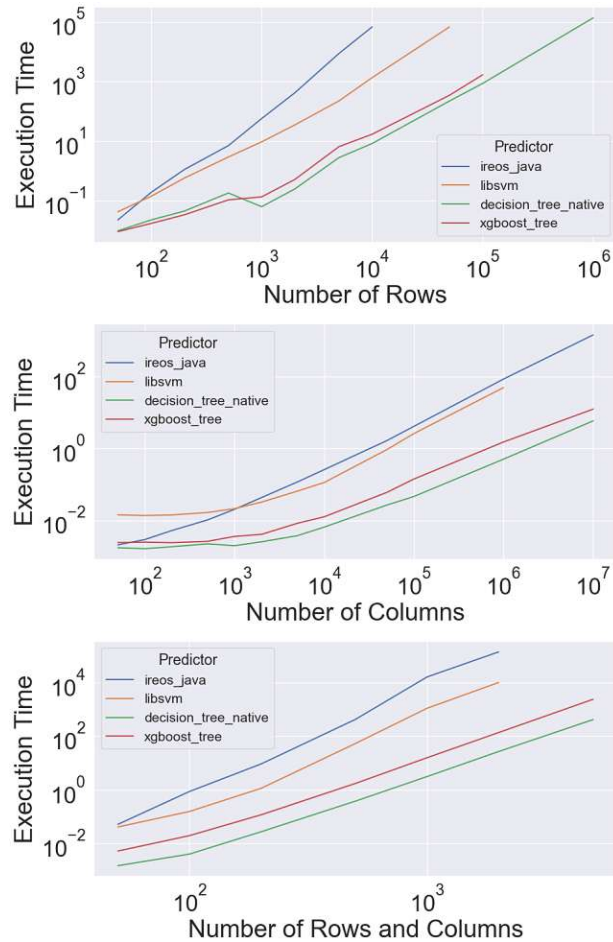 Execution Time
10^5
10^3
10^1
10^-1
Predictor
ireos_java
libsvm
decision_tree_native
xgboost_tree
10^2
10^3
10^4
10^5
10^6
Number of Rows
Execution Time
10^2
10^0
10^-2
Predictor
ireos_java
libsvm
decision_tree_native
xgboost_tree
10^2
10^3
10^4
10^5
10^6
10^7
Number of Columns
Execution Time
10^4
10^2
10^0
10^-2
Predictor
ireos_java
libsvm
decision_tree_native
xgboost_tree
10^2
10^3
Number of Rows and Columns